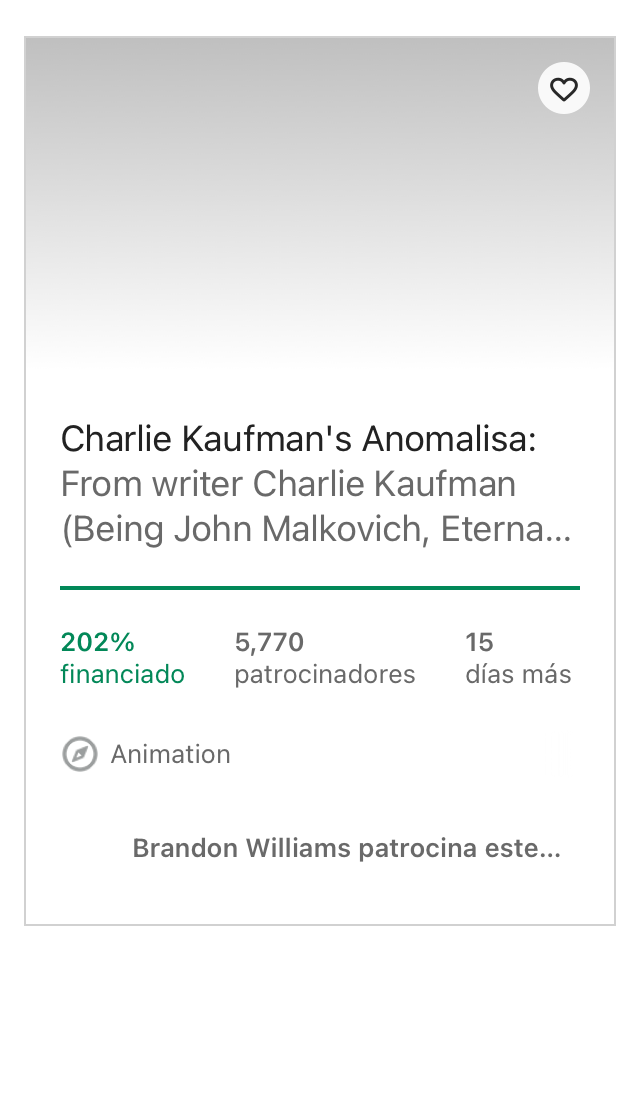 Charlie Kaufman's Anomalisa:
From writer Charlie Kaufman
(Being John Malkovich, Eterna...
202%
financiado
5,770
patrocinadores
15
días más
Animation
Brandon Williams patrocina este...